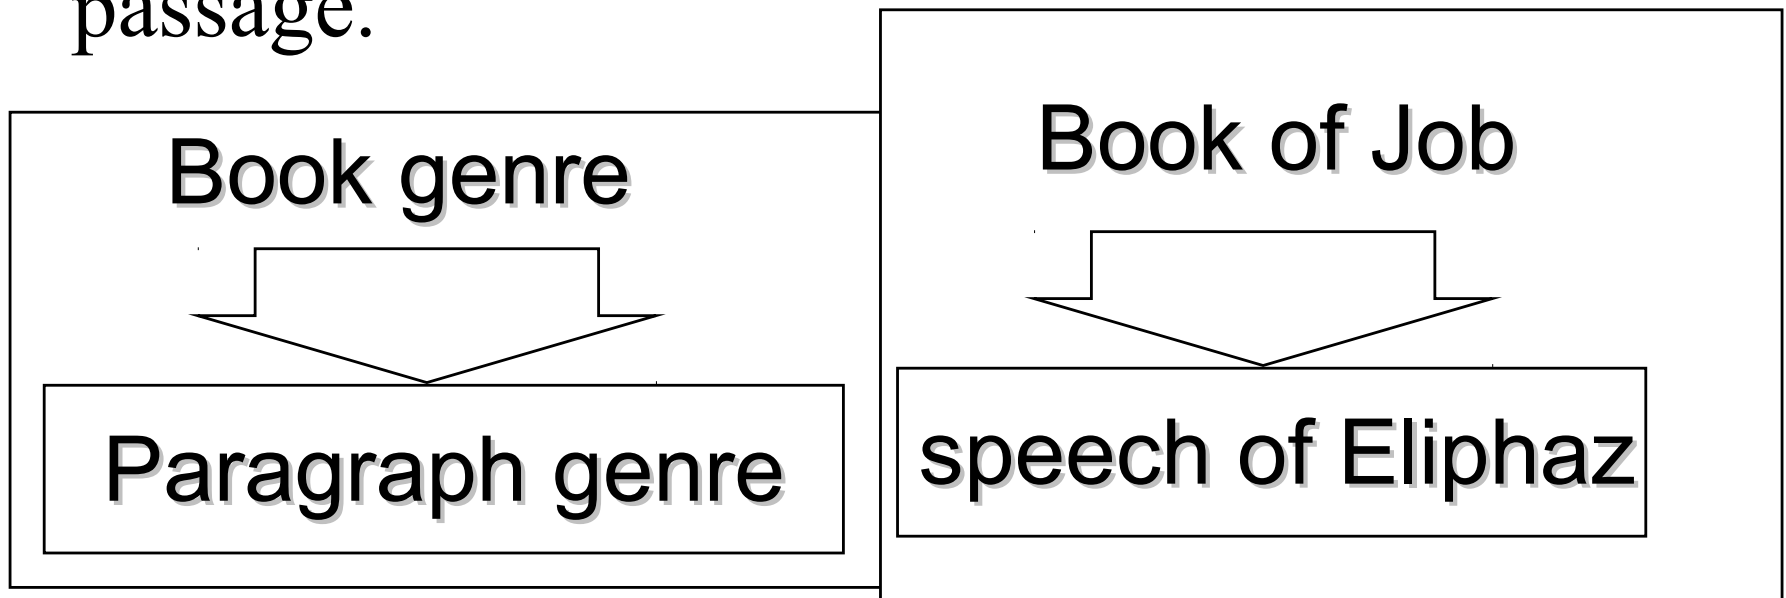 passage.
Book genre
Paragraph genre
Book of Job
speech of Eliphaz